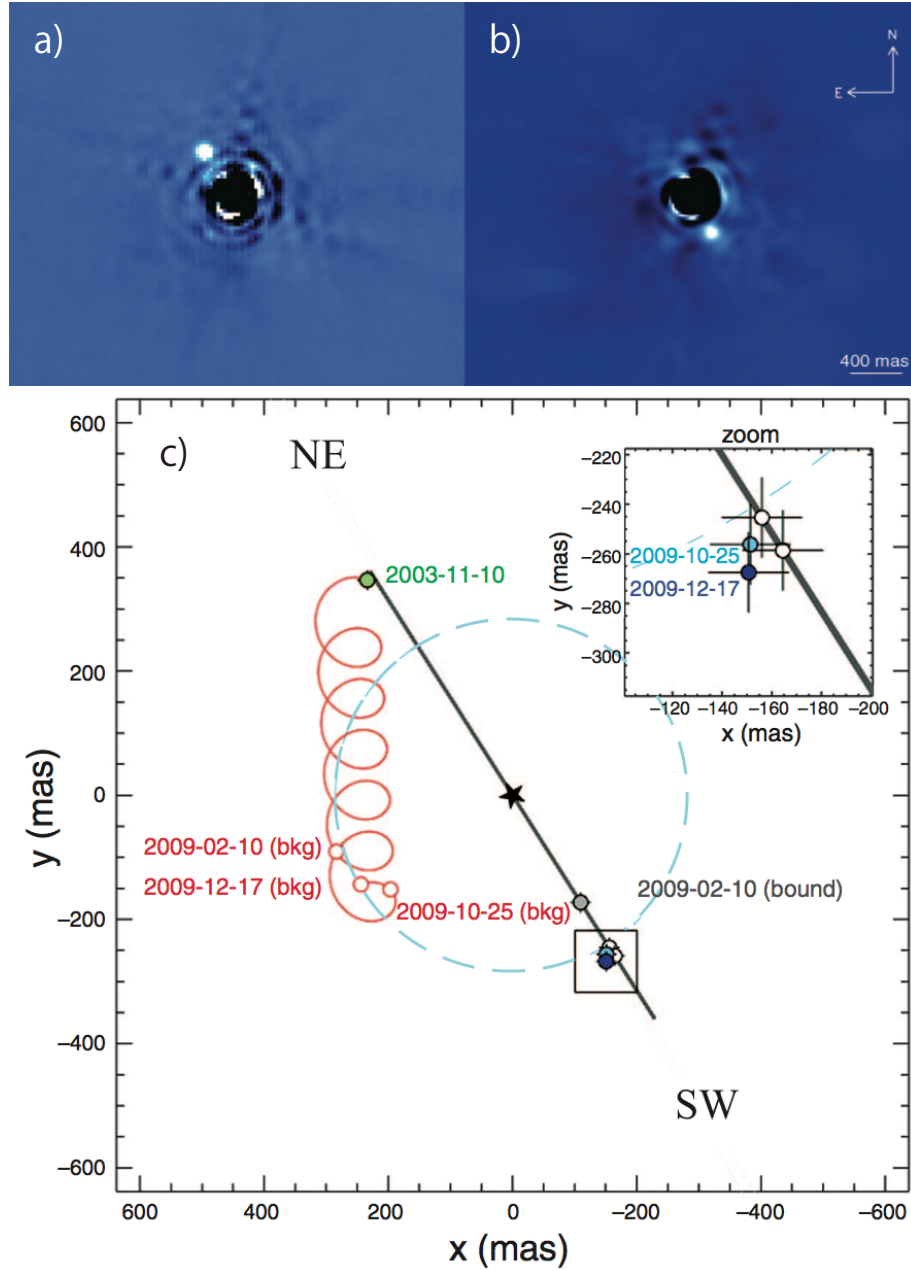 a)
b)
N
E
400 mas
c)
NE
zoom
600
400
200
0
−200
−400
−600
y (mas)
2003-11-10
−220
−240
−260
−280
−300
y (mas)
2009-10-25
2009-12-17
−120 −140 −160 −180 −200
x (mas)
2009-02-10 (bkg)
2009-12-17 (bkg)
2009-10-25 (bkg)
2009-02-10 (bound)
SW
600 400 200 0 −200 −400 −600
x (mas)